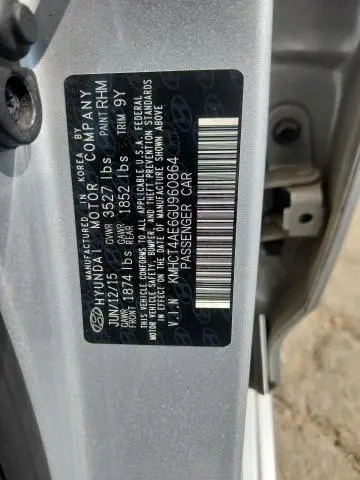 MANUFACTURED IN KOREA BY
HYUNDAI MOTOR COMPANY
JUN/12/15 GVWR 3527 lbs PAINT RHM
GAWR FRONT 1874 lbs GAWR REAR 1852 lbs TRIM 9Y
THIS VEHICLE CONFORMS TO ALL APPLICABLE U.S.A. FEDERAL
MOTOR VEHICLE SAFETY, BUMPER, AND THEFT PREVENTION STANDARDS
IN EFFECT ON THE DATE OF MANUFACTURE SHOWN ABOVE.
V.I.N KMHCT4AE6GU960864
PASSENGER CAR